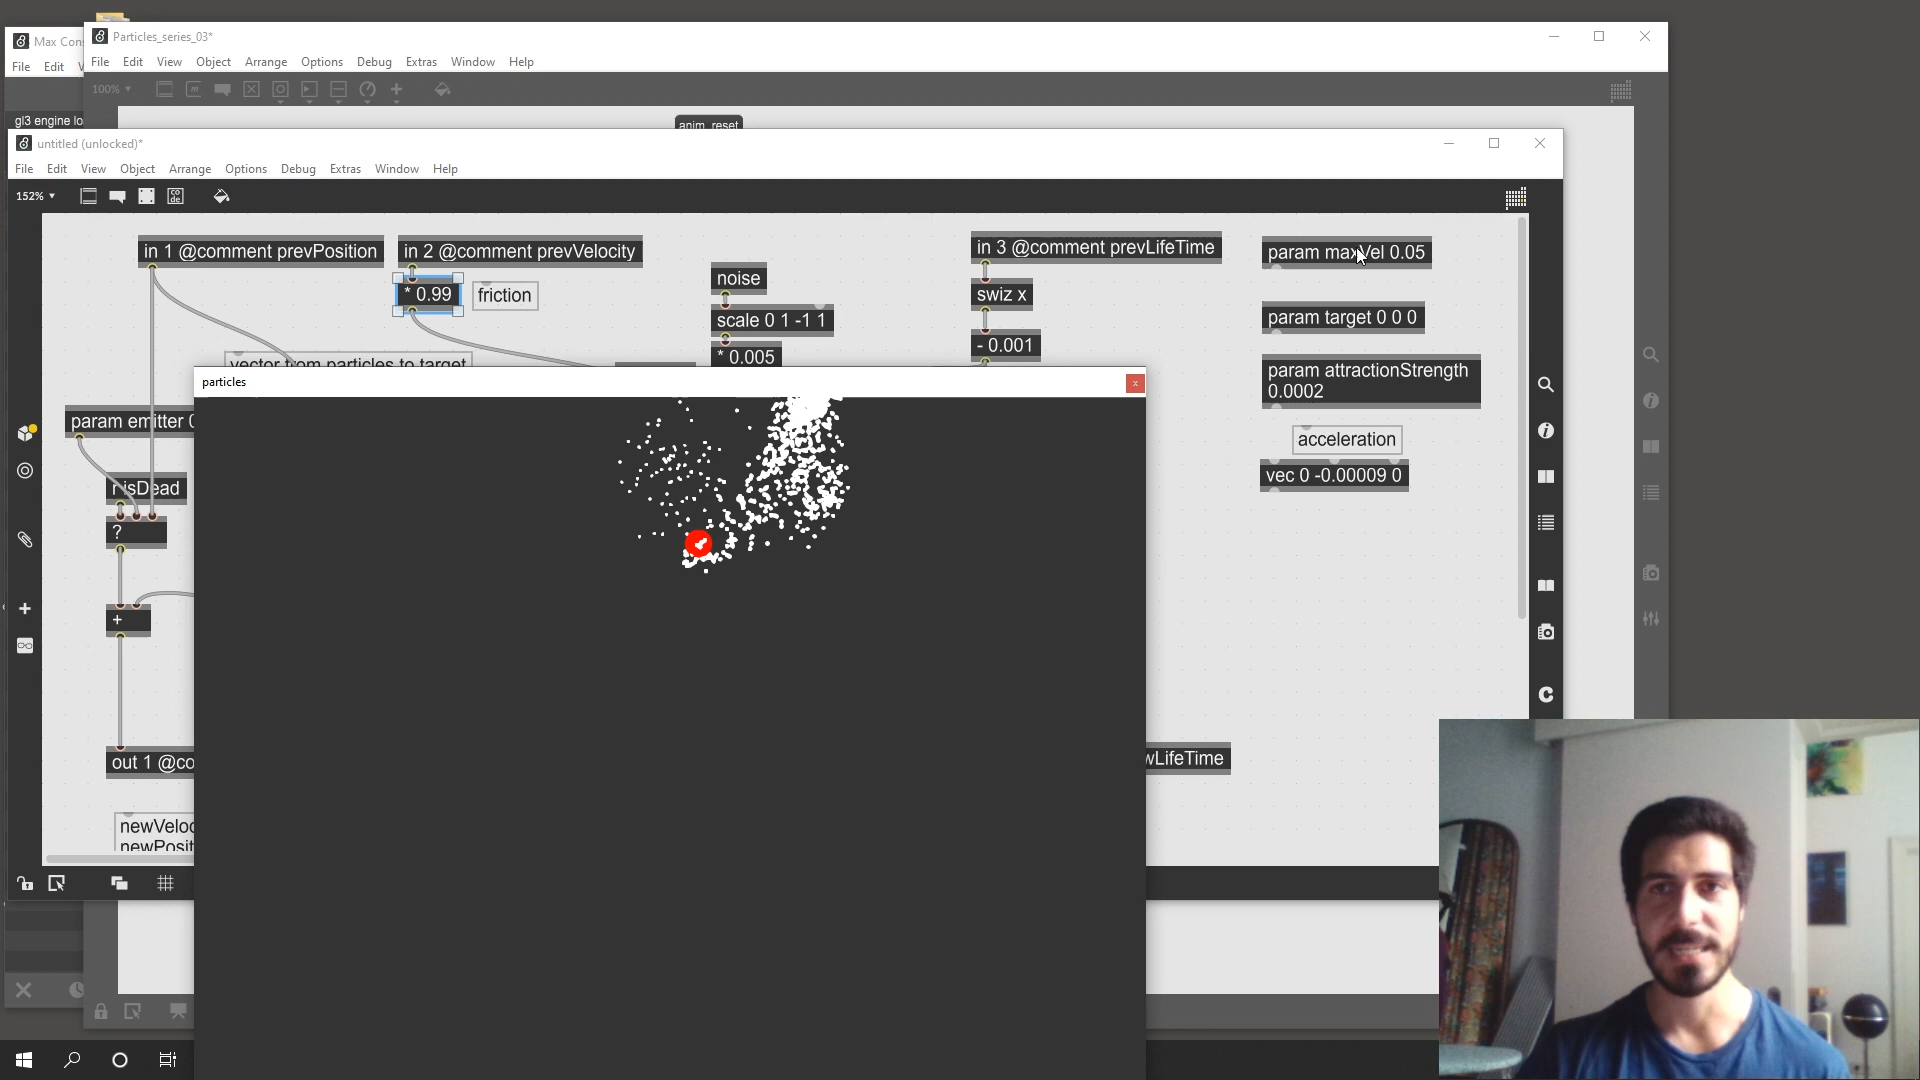 Max Cons
File Edit V
gl3 engine lo
Particles_series_03*
File Edit View Object Arrange Options Debug Extras Window Help
100%
anim_reset
untitled (unlocked)*
File Edit View Object Arrange Options Debug Extras Window Help
152%
co
de
in 1 @comment prevPosition
in 2 @comment prevVelocity
in 3 @comment prevLifeTime
param maxVel 0.05
* 0.99
friction
noise
swiz x
scale 0 1 -1 1
param target 0 0 0
* 0.005
- 0.001
vector from particles to target
param attractionStrength
0.0002
particles
x
param emitter 0
acceleration
vec 0 -0.00009 0
r isDead
?
+
out 1 @co
wLifeTime
newVeloc
newPosit
C